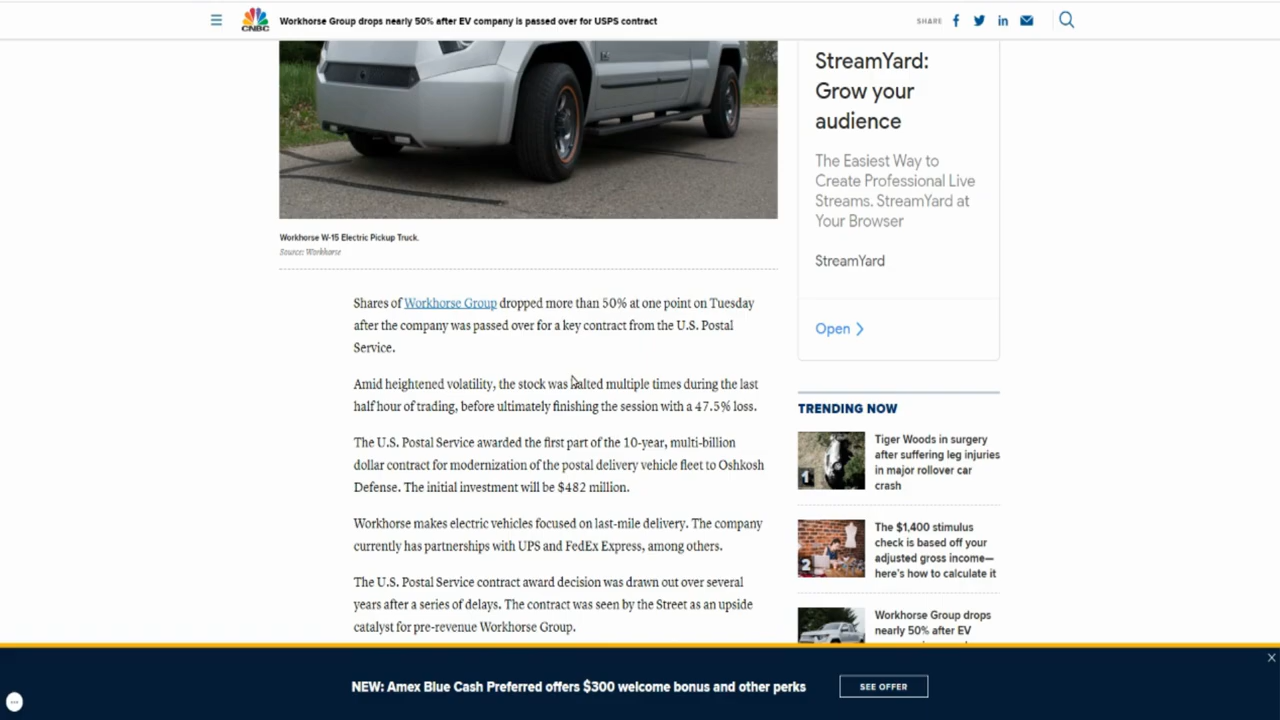 CNBC
Workhorse Group drops nearly 50% after EV company is passed over for USPS contract
SHARE
Workhorse W-15 Electric Pickup Truck.
Source: Workhorse
Shares of Workhorse Group dropped more than 50% at one point on Tuesday
after the company was passed over for a key contract from the U.S. Postal
Service.
Amid heightened volatility, the stock was halted multiple times during the last
half hour of trading, before ultimately finishing the session with a 47.5% loss.
The U.S. Postal Service awarded the first part of the 10-year, multi-billion
dollar contract for modernization of the postal delivery vehicle fleet to Oshkosh
Defense. The initial investment will be $482 million.
Workhorse makes electric vehicles focused on last-mile delivery. The company
currently has partnerships with UPS and FedEx Express, among others.
The U.S. Postal Service contract award decision was drawn out over several
years after a series of delays. The contract was seen by the Street as an upside
catalyst for pre-revenue Workhorse Group.
StreamYard:
Grow your
audience
The Easiest Way to
Create Professional Live
Streams. StreamYard at
Your Browser
StreamYard
Open
TRENDING NOW
1
Tiger Woods in surgery
after suffering leg injuries
in major rollover car
crash
2
The $1,400 stimulus
check is based off your
adjusted gross income—
here's how to calculate it
Workhorse Group drops
nearly 50% after EV
NEW: Amex Blue Cash Preferred offers $300 welcome bonus and other perks
SEE OFFER